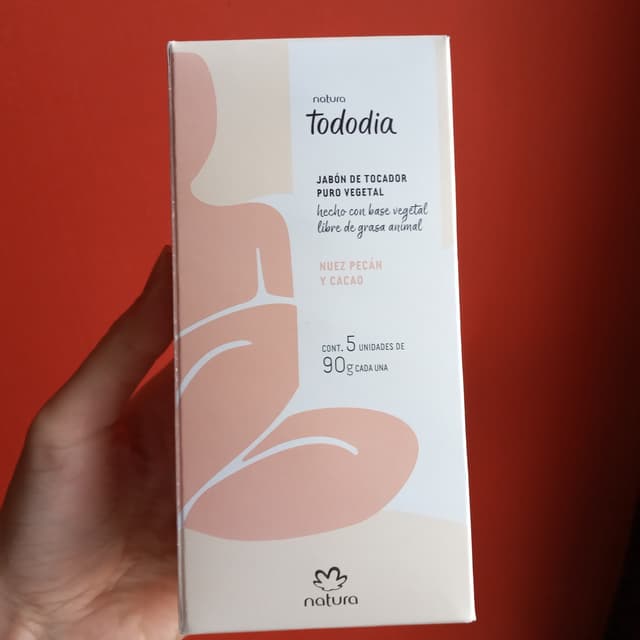 natura
Tododia
JABÓN DE TOCADOR
PURO VEGETAL
hecho con base vegetal
libre de grasa animal
NUEZ PECÁN
Y CACAO
CONT. 5 UNIDADES DE
90g CADA UNA
natura